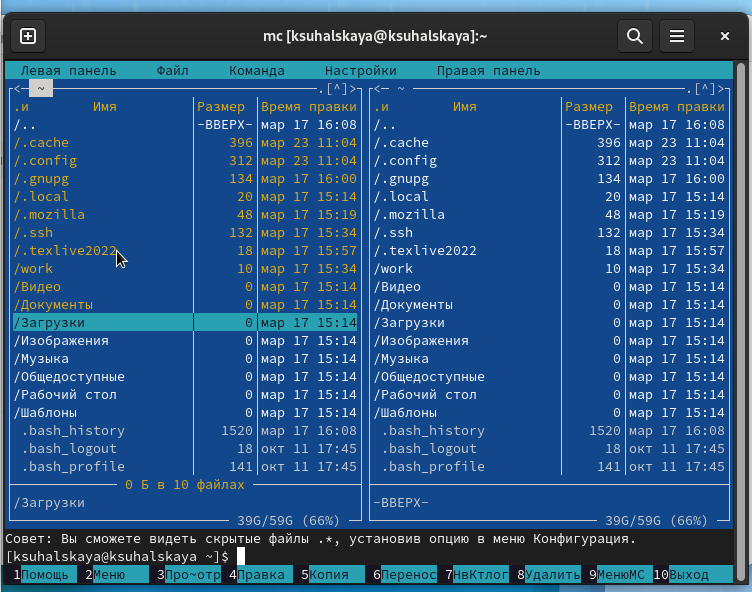 mc [ksuhalskaya@ksuhalskaya]:~
Левая панель Файл Команда Настройки Правая панель
<─ ~ .[^]> <─ ~ .[^]>
.и Имя Размер Время правки .и Имя Размер Время правки
/.. -ВВЕРХ- мар 17 16:08 /.. -ВВЕРХ- мар 17 16:08
/.cache 396 мар 23 11:04 /.cache 396 мар 23 11:04
/.config 312 мар 23 11:04 /.config 312 мар 23 11:04
/.gnupg 134 мар 17 16:00 /.gnupg 134 мар 17 16:00
/.local 20 мар 17 15:14 /.local 20 мар 17 15:14
/.mozilla 48 мар 17 15:19 /.mozilla 48 мар 17 15:19
/.ssh 132 мар 17 15:34 /.ssh 132 мар 17 15:34
/.texlive2022 18 мар 17 15:57 /.texlive2022 18 мар 17 15:57
/work 10 мар 17 15:34 /work 10 мар 17 15:34
/Видео 0 мар 17 15:14 /Видео 0 мар 17 15:14
/Документы 0 мар 17 15:14 /Документы 0 мар 17 15:14
/Загрузки 0 мар 17 15:14 /Загрузки 0 мар 17 15:14
/Изображения 0 мар 17 15:14 /Изображения 0 мар 17 15:14
/Музыка 0 мар 17 15:14 /Музыка 0 мар 17 15:14
/Общедоступные 0 мар 17 15:14 /Общедоступные 0 мар 17 15:14
/Рабочий стол 0 мар 17 15:14 /Рабочий стол 0 мар 17 15:14
/Шаблоны 0 мар 17 15:14 /Шаблоны 0 мар 17 15:14
.bash_history 1520 мар 17 16:08 .bash_history 1520 мар 17 16:08
.bash_logout 18 окт 11 17:45 .bash_logout 18 окт 11 17:45
.bash_profile 141 окт 11 17:45 .bash_profile 141 окт 11 17:45
0 Б в 10 файлах
/Загрузки -ВВЕРХ-
39G/59G (66%) 39G/59G (66%)
Совет: Вы сможете видеть скрытые файлы .*, установив опцию в меню Конфигурация.
[ksuhalskaya@ksuhalskaya ~]$
1Помощь 2Меню 3Про~отр 4Правка 5Копия 6Перенос 7НвКтлог 8Удалить 9МенюMC 10Выход